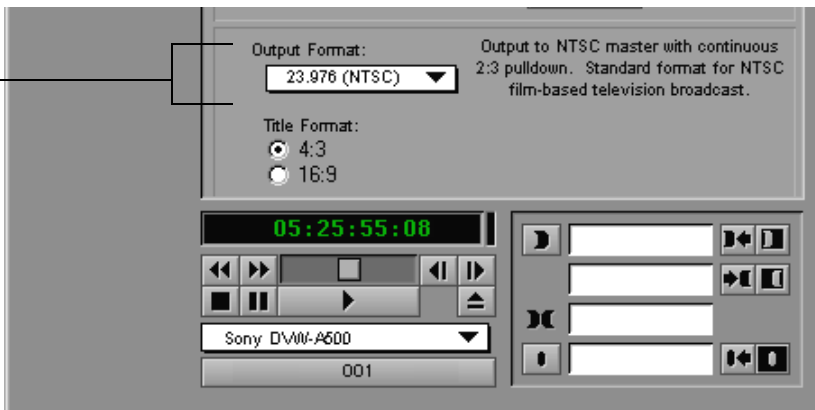 Output Format:
23.976 (NTSC)
Output to NTSC master with continuous
2:3 pulldown. Standard format for NTSC
film-based television broadcast.
Title Format:
4:3
16:9
05:25:55:08
Sony DVW-A500
001